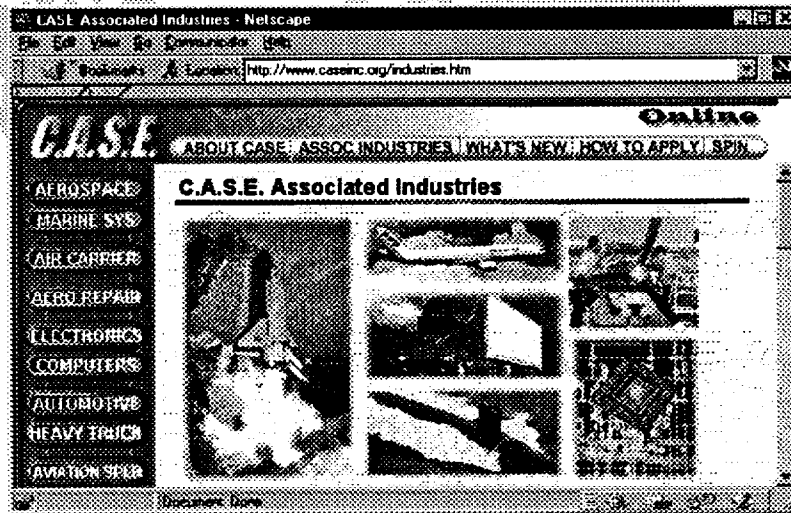 CASE Associated Industries - Netscape
File Edit View Go Communicator Help
Bookmarks Location: http://www.caseinc.org/industries.htm
Online
C.A.S.E.
ABOUT CASE ASSOC INDUSTRIES WHAT'S NEW HOW TO APPLY SPIN
C.A.S.E. Associated Industries
AEROSPACE
MARINE SYS
AIR CARRIER
AERO REPAIR
ELECTRONICS
COMPUTERS
AUTOMOTIVE
HEAVY TRUCK
Document: Done